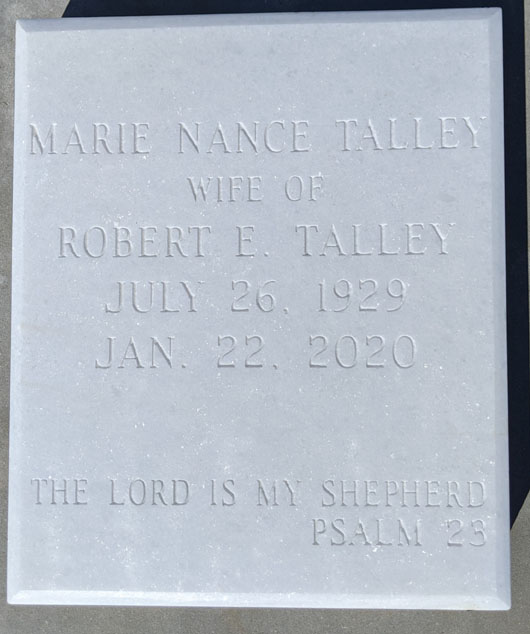 MARIE NANCE TALLEY
WIFE OF
ROBERT E. TALLEY
JULY 26, 1929
JAN. 22, 2020
THE LORD IS MY SHEPHERD
PSALM 23